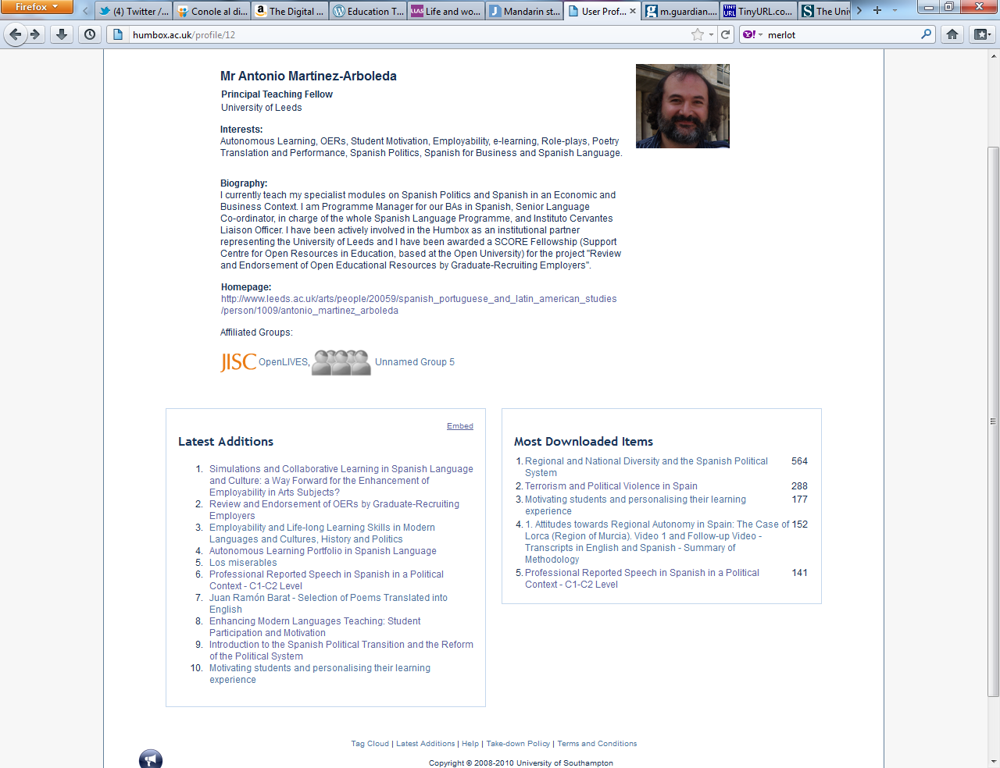 Firefox
(4) Twitter /...
Conole al di...
The Digital ...
Education T...
LLAS
Life and wo...
J
Mandarin st...
User Prof...
g
m.guardian....
TINY URL
TinyURL.co...
S
The Uni
humbox.ac.uk/profile/12
Y!
merlot
Mr Antonio Martínez-Arboleda
Principal Teaching Fellow
University of Leeds
Interests:
Autonomous Learning, OERs, Student Motivation, Employability, e-learning, Role-plays, Poetry
Translation and Performance, Spanish Politics, Spanish for Business and Spanish Language.
Biography:
I currently teach my specialist modules on Spanish Politics and Spanish in an Economic and
Business Context. I am Programme Manager for our BAs in Spanish, Senior Language
Co-ordinator, in charge of the whole Spanish Language Programme, and Instituto Cervantes
Liaison Officer. I have been actively involved in the Humbox as an institutional partner
representing the University of Leeds and I have been awarded a SCORE Fellowship (Support
Centre for Open Resources in Education, based at the Open University) for the project "Review
and Endorsement of Open Educational Resources by Graduate-Recruiting Employers".
Homepage:
http://www.leeds.ac.uk/arts/people/20059/spanish_portuguese_and_latin_american_studies
/person/1009/antonio_martinez_arboleda
Affiliated Groups:
JISC OpenLIVES, Unnamed Group 5
Embed
Latest Additions
1. Simulations and Collaborative Learning in Spanish Language
and Culture: a Way Forward for the Enhancement of
Employability in Arts Subjects?
2. Review and Endorsement of OERs by Graduate-Recruiting
Employers
3. Employability and Life-long Learning Skills in Modern
Languages and Cultures, History and Politics
4. Autonomous Learning Portfolio in Spanish Language
5. Los miserables
6. Professional Reported Speech in Spanish in a Political
Context - C1-C2 Level
7. Juan Ramón Barat - Selection of Poems Translated into
English
8. Enhancing Modern Languages Teaching: Student
Participation and Motivation
9. Introduction to the Spanish Political Transition and the Reform
of the Political System
10. Motivating students and personalising their learning
experience
Most Downloaded Items
1. Regional and National Diversity and the Spanish Political 564
System
2. Terrorism and Political Violence in Spain 288
3. Motivating students and personalising their learning 177
experience
4. 1. Attitudes towards Regional Autonomy in Spain: The Case of 152
Lorca (Region of Murcia). Video 1 and Follow-up Video -
Transcripts in English and Spanish - Summary of
Methodology
5. Professional Reported Speech in Spanish in a Political 141
Context - C1-C2 Level
Tag Cloud | Latest Additions | Help | Take-down Policy | Terms and Conditions
Copyright © 2008-2010 University of Southampton